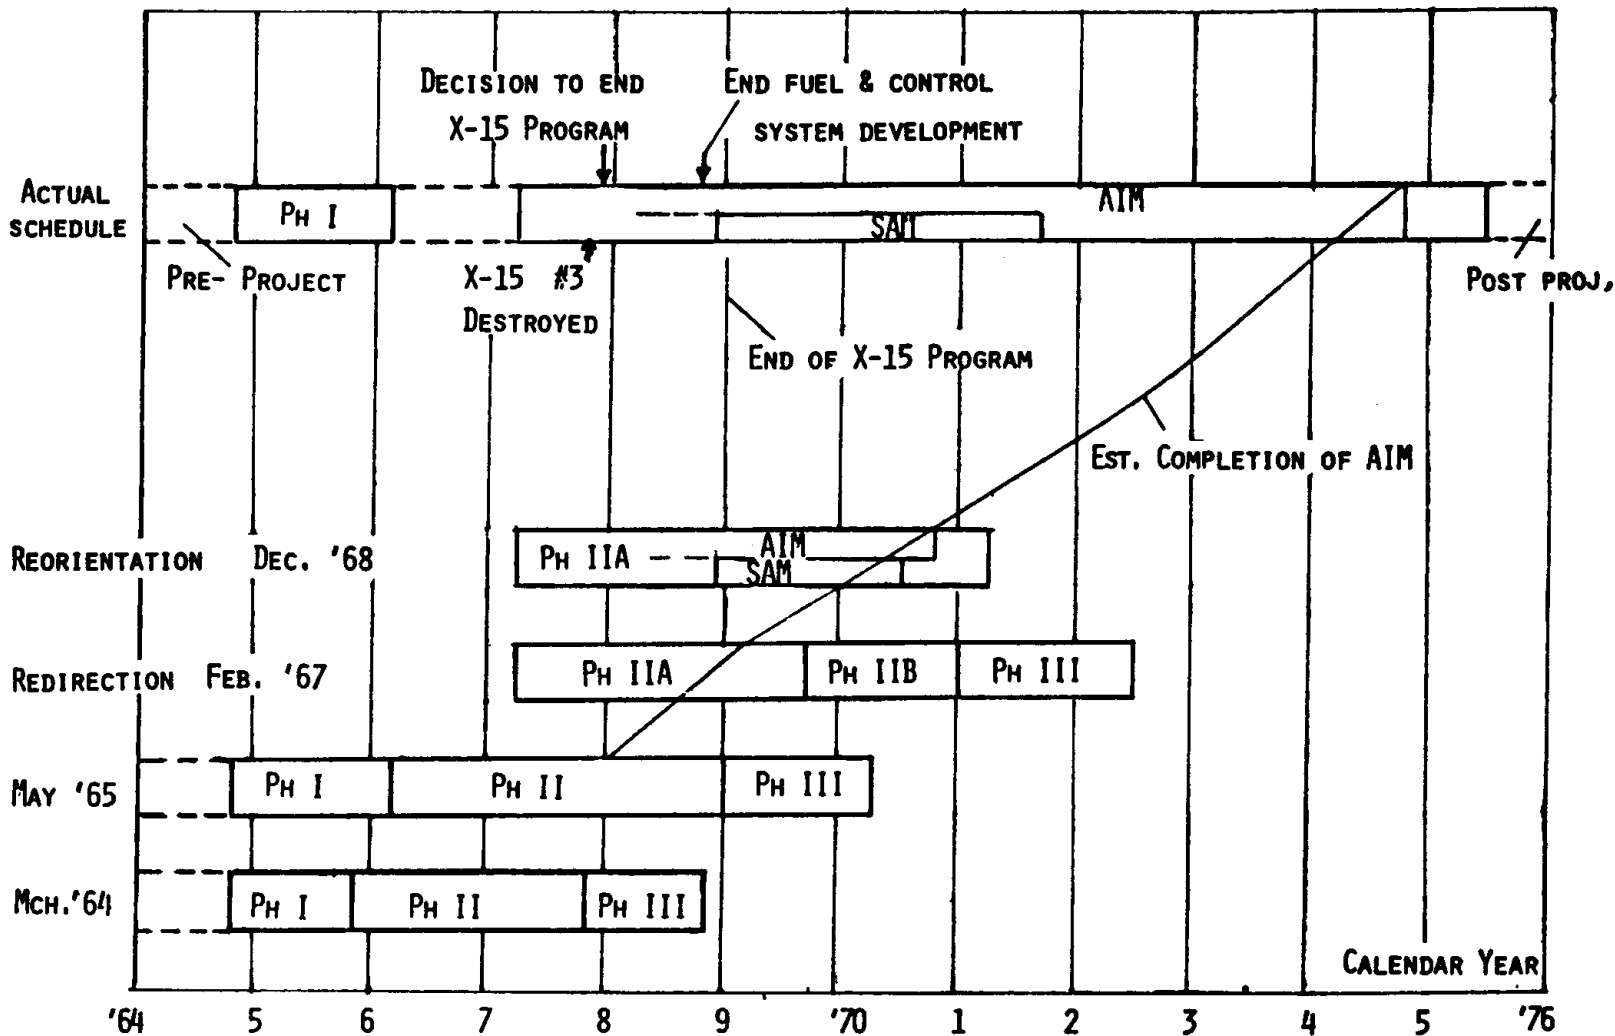 DECISION TO END
X-15 PROGRAM
END FUEL & CONTROL
SYSTEM DEVELOPMENT
ACTUAL
SCHEDULE
PH I
AIM
SAM
PRE- PROJECT
X-15 #3
DESTROYED
POST PROJ.
END OF X-15 PROGRAM
EST. COMPLETION OF AIM
REORIENTATION DEC. '68
PH IIA
AIM
SAM
REDIRECTION FEB. '67
PH IIA
PH IIB
PH III
MAY '65
PH I
PH II
PH III
MCH.'64
PH I
PH II
PH III
CALENDAR YEAR
'64 5 6 7 8 9 '70 1 2 3 4 5 '76